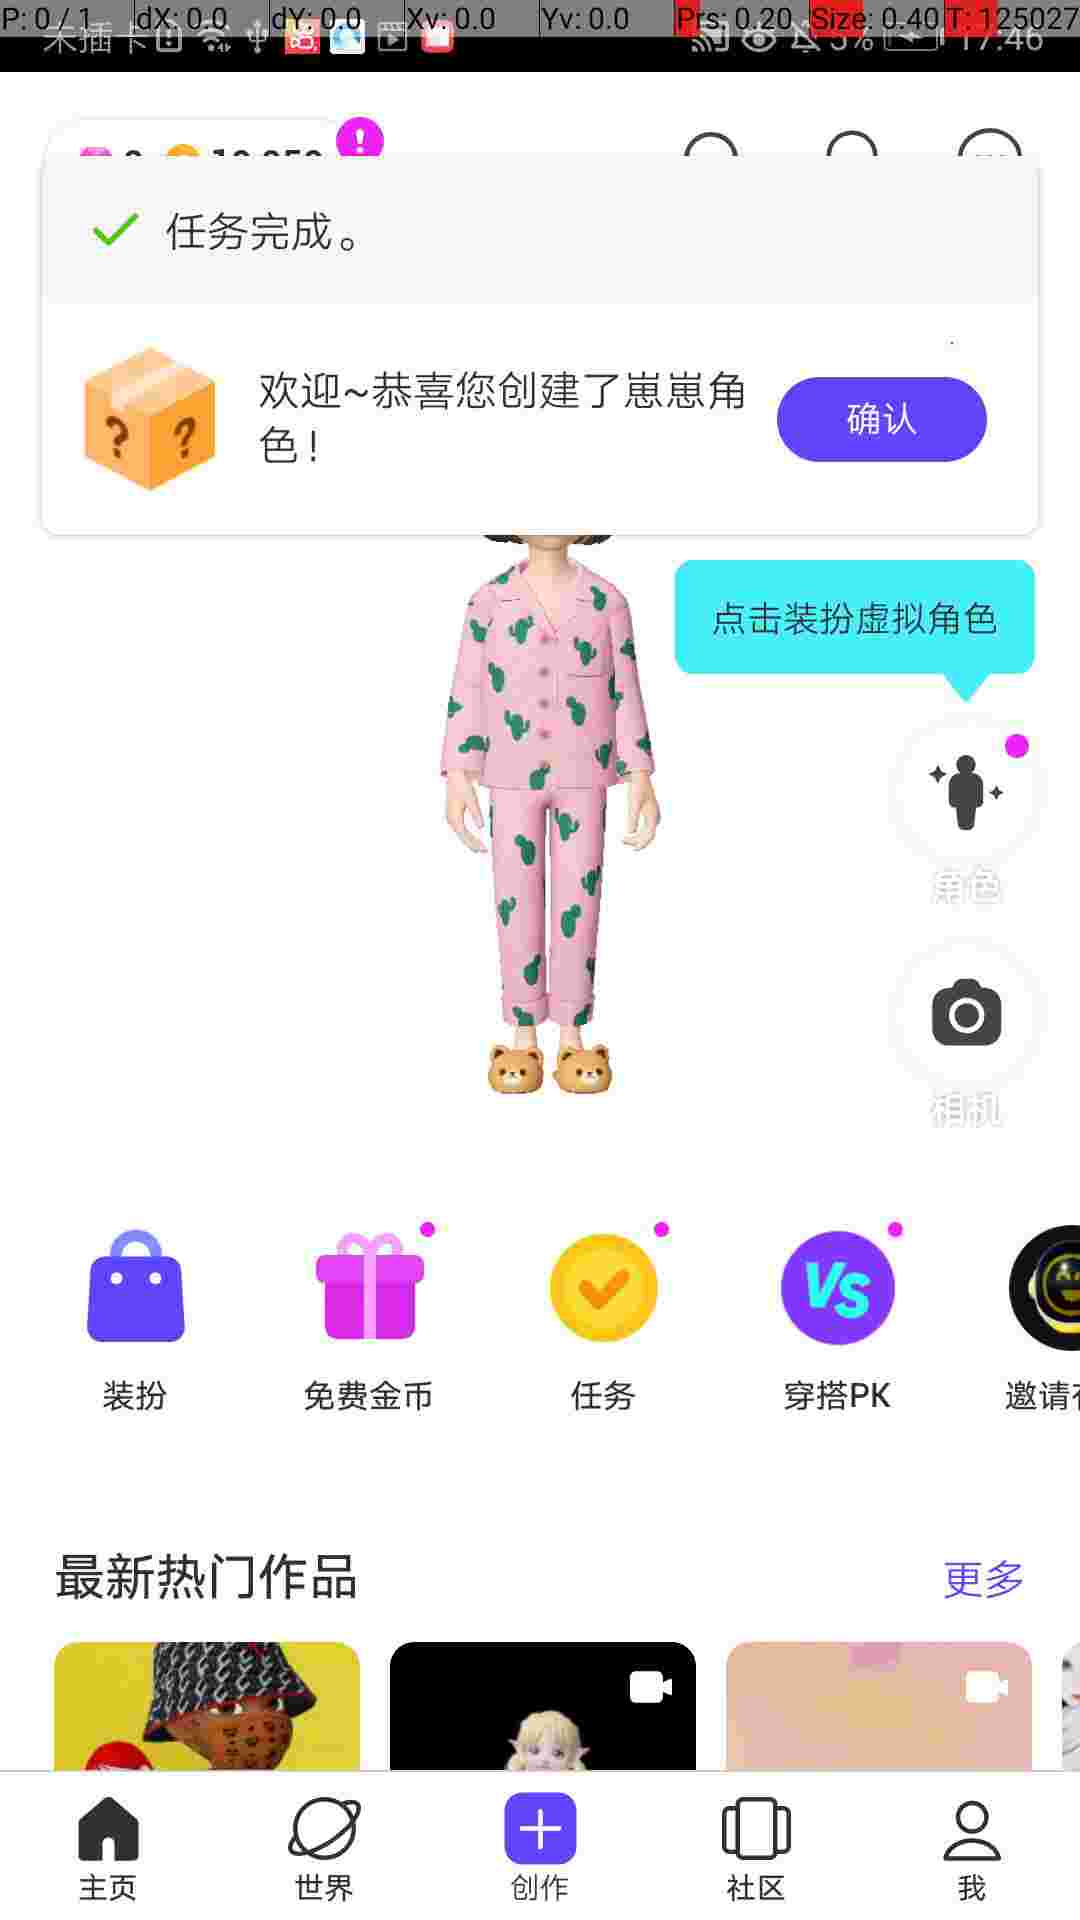 P: 0 / 1 dX: 0.0 dY: 0.0 Xv: 0.0 Yv: 0.0 Prs: 0.20 Size: 0.40 T: 125027
未插卡 5% 17:46
任务完成。
欢迎~恭喜您创建了崽崽角
色！
确认
点击装扮虚拟角色
角色
相机
VS
装扮 免费金币 任务 穿搭PK 邀请
最新热门作品 更多
主页 世界 创作 社区 我